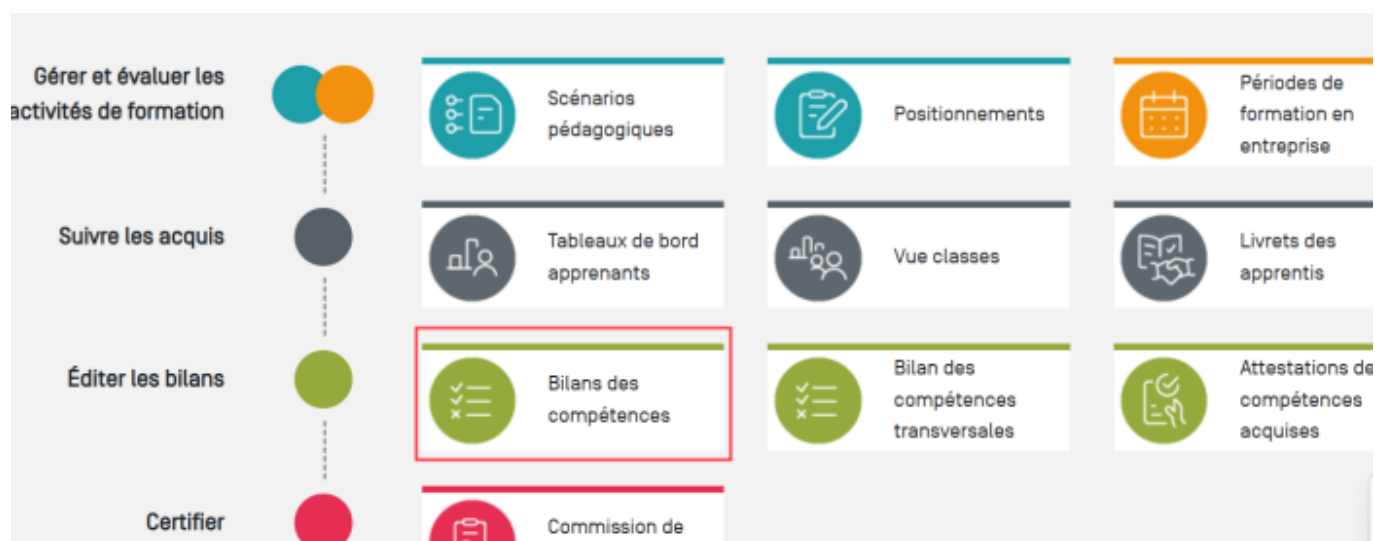 Gérer et évaluer les
activités de formation
Scénarios
pédagogiques
Positionnements
Périodes de
formation en
entreprise
Suivre les acquis
Tableaux de bord
apprenants
Vue classes
Livrets des
apprentis
Éditer les bilans
Bilans des
compétences
Bilan des
compétences
transversales
Attestations de
compétences
acquises
Certifier
Commission de